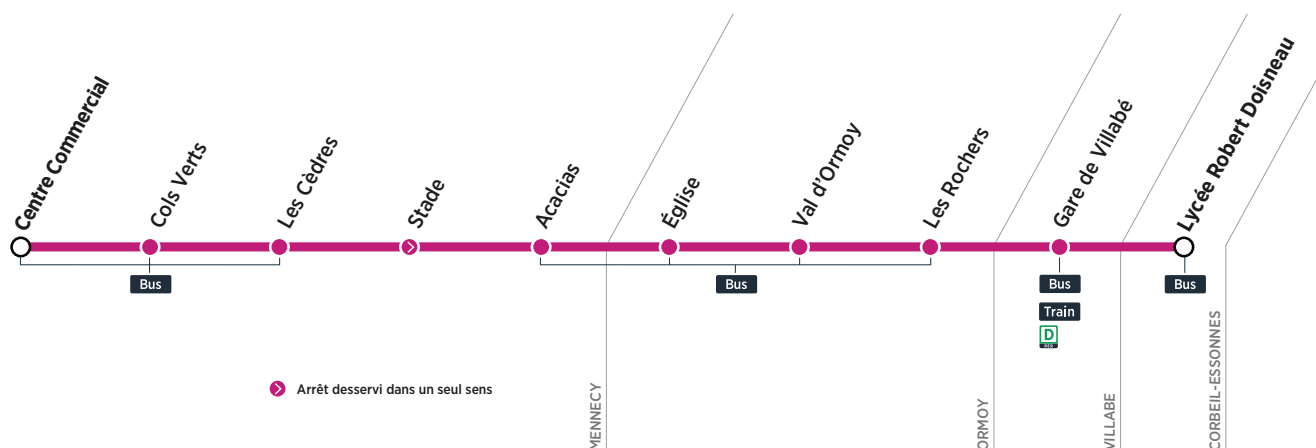 Centre Commercial
Cols Verts
Les Cèdres
Stade
Acacias
Église
Val d'Ormoy
Les Rochers
Gare de Villabé
Lycée Robert Doisneau
Bus
Bus
Bus
Bus
Train
D
RER
Arrêt desservi dans un seul sens
MENNECY
ORMOY
VILLABE
CORBEIL-ESSONNES